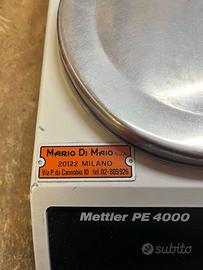 MARIO DI MAIO S.p.A.
20122 MILANO
Via P. da Cannobio, 10 tel. 02-809926
Mettler PE 4000
subito